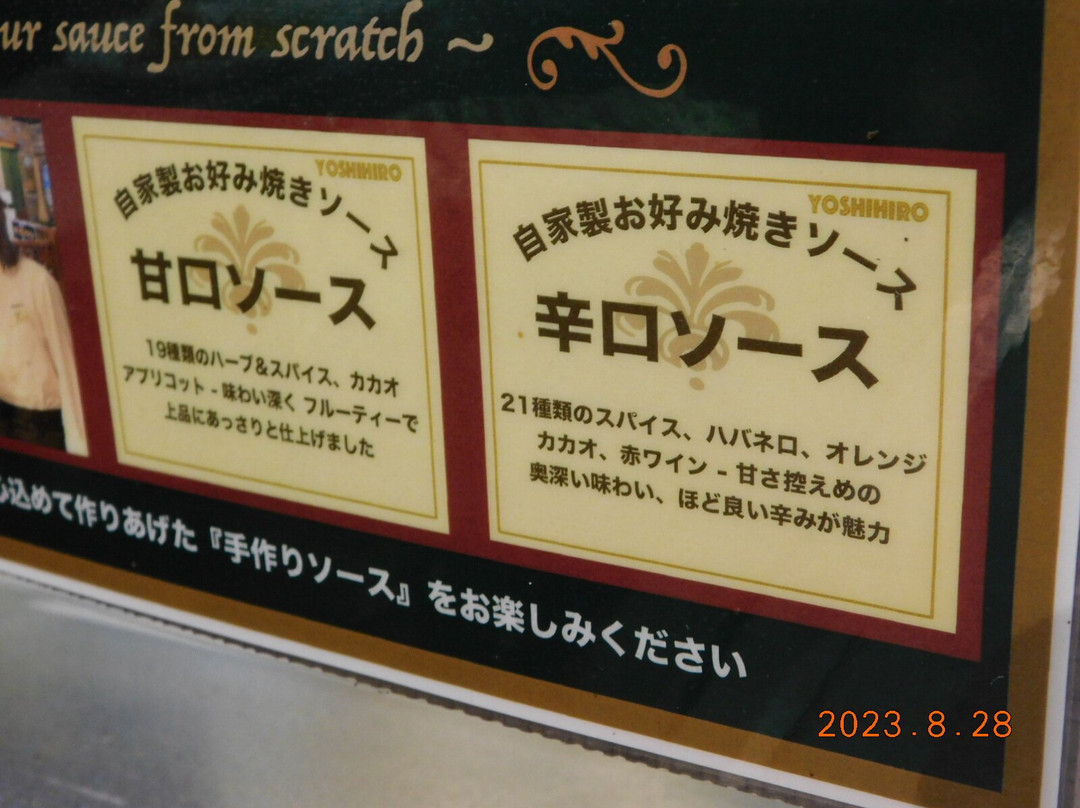 sauce from scratch ~
YOSHIHIRO
自家製お好み焼きソース
甘口ソース
19種類のハーブ&スパイス、カカオ
アプリコット - 味わい深く フルーティーで
上品にあっさりと仕上げました
YOSHIHIRO
自家製お好み焼きソース
辛口ソース
21種類のスパイス、ハバネロ、オレンジ
カカオ、赤ワイン - 甘さ控えめの
奥深い味わい、ほど良い辛みが魅力
心込めて作りあげた『手作りソース』をお楽しみください
2023.8.28